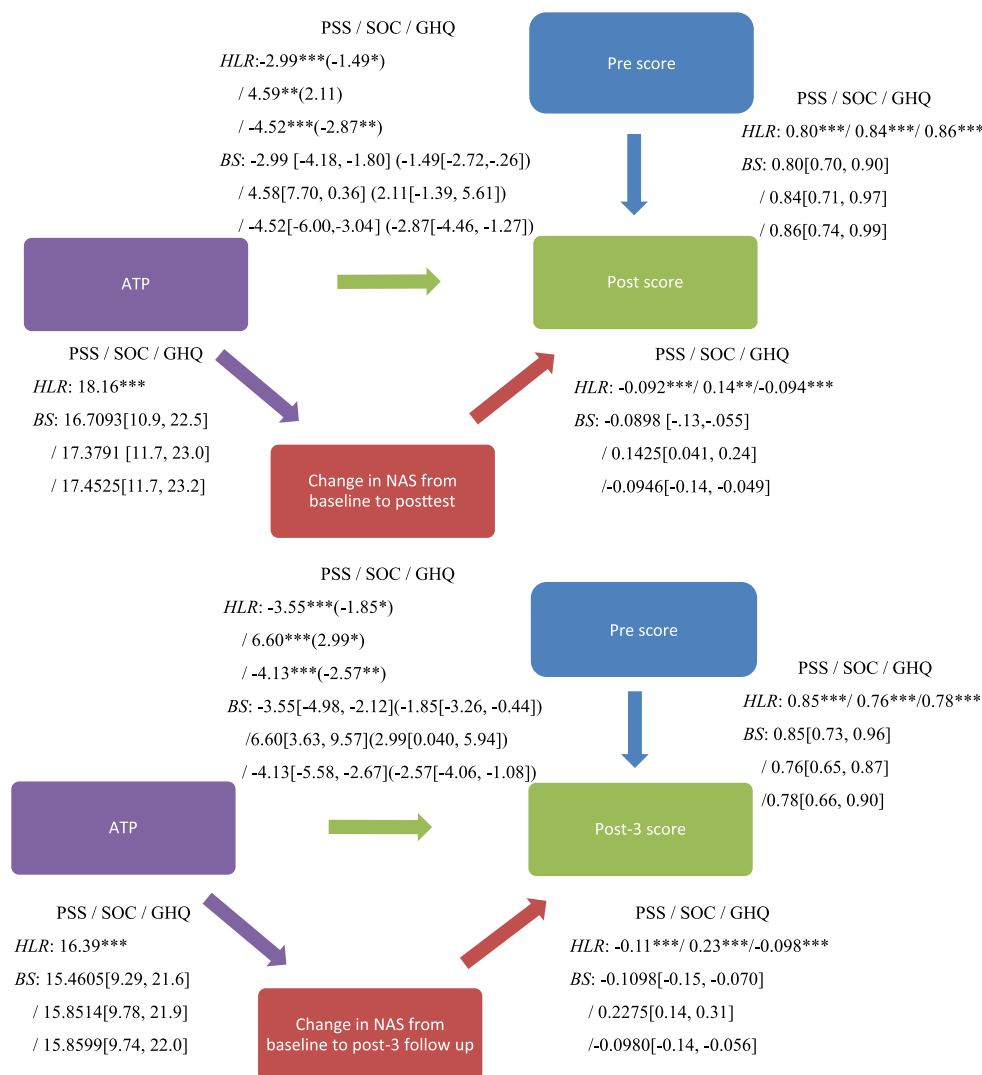 PSS / SOC / GHQ
HLR:-2.99***(-1.49*)
/ 4.59**(2.11)
/ -4.52***(-2.87**)
BS: -2.99 [-4.18, -1.80] (-1.49[-2.72,-.26])
/ 4.58[7.70, 0.36] (2.11[-1.39, 5.61])
/ -4.52[-6.00,-3.04] (-2.87[-4.46, -1.27])
Pre score
PSS / SOC / GHQ
HLR: 0.80***/ 0.84***/ 0.86***
BS: 0.80[0.70, 0.90]
/ 0.84[0.71, 0.97]
/ 0.86[0.74, 0.99]
ATP
Post score
PSS / SOC / GHQ
HLR: 18.16***
BS: 16.7093[10.9, 22.5]
/ 17.3791 [11.7, 23.0]
/ 17.4525[11.7, 23.2]
Change in NAS from
baseline to posttest
PSS / SOC / GHQ
HLR: -0.092***/ 0.14**/-0.094***
BS: -0.0898 [-.13,-.055]
/ 0.1425[0.041, 0.24]
/-0.0946[-0.14, -0.049]
PSS / SOC / GHQ
HLR: -3.55***(-1.85*)
/ 6.60***(2.99*)
/ -4.13***(-2.57**)
BS: -3.55[-4.98, -2.12](-1.85[-3.26, -0.44])
/6.60[3.63, 9.57](2.99[0.040, 5.94])
/ -4.13[-5.58, -2.67](-2.57[-4.06, -1.08])
Pre score
PSS / SOC / GHQ
HLR: 0.85***/ 0.76***/0.78***
BS: 0.85[0.73, 0.96]
/ 0.76[0.65, 0.87]
/0.78[0.66, 0.90]
ATP
Post-3 score
PSS / SOC / GHQ
HLR: 16.39***
BS: 15.4605[9.29, 21.6]
/ 15.8514[9.78, 21.9]
/ 15.8599[9.74, 22.0]
Change in NAS from
baseline to post-3 follow up
PSS / SOC / GHQ
HLR: -0.11***/ 0.23***/-0.098***
BS: -0.1098[-0.15, -0.070]
/ 0.2275[0.14, 0.31]
/-0.0980[-0.14, -0.056]